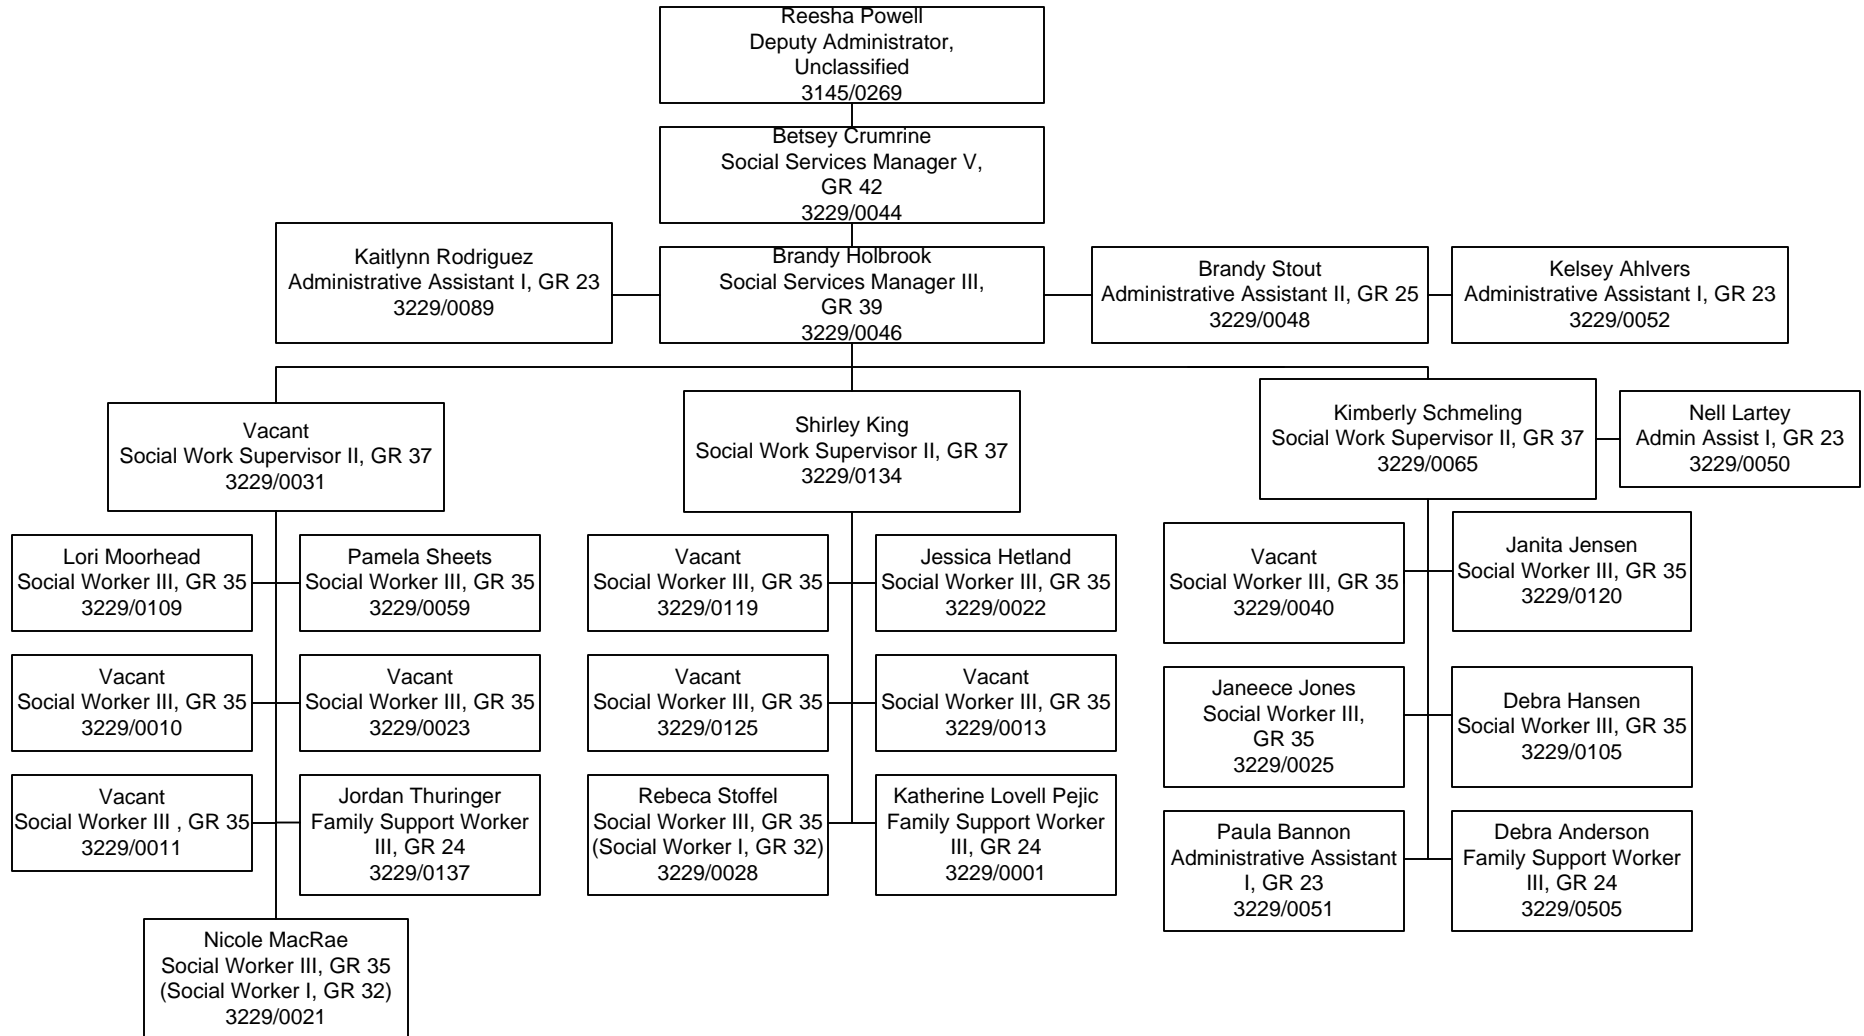 Reesha Powell
Deputy Administrator,
Unclassified
3145/0269
Betsey Crumrine
Social Services Manager V,
GR 42
3229/0044
Kaitlynn Rodriguez
Administrative Assistant I, GR 23
3229/0089
Brandy Holbrook
Social Services Manager III,
GR 39
3229/0046
Brandy Stout
Administrative Assistant II, GR 25
3229/0048
Kelsey Ahlvers
Administrative Assistant I, GR 23
3229/0052
Vacant
Social Work Supervisor II, GR 37
3229/0031
Shirley King
Social Work Supervisor II, GR 37
3229/0134
Kimberly Schmeling
Social Work Supervisor II, GR 37
3229/0065
Nell Lartey
Admin Assist I, GR 23
3229/0050
Lori Moorhead
Social Worker III, GR 35
3229/0109
Pamela Sheets
Social Worker III, GR 35
3229/0059
Vacant
Social Worker III, GR 35
3229/0119
Jessica Hetland
Social Worker III, GR 35
3229/0022
Vacant
Social Worker III, GR 35
3229/0040
Janita Jensen
Social Worker III, GR 35
3229/0120
Vacant
Social Worker III, GR 35
3229/0010
Vacant
Social Worker III, GR 35
3229/0023
Vacant
Social Worker III, GR 35
3229/0125
Vacant
Social Worker III, GR 35
3229/0013
Janeece Jones
Social Worker III,
GR 35
3229/0025
Debra Hansen
Social Worker III, GR 35
3229/0105
Vacant
Social Worker III , GR 35
3229/0011
Jordan Thuringer
Family Support Worker
III, GR 24
3229/0137
Rebeca Stoffel
Social Worker III, GR 35
(Social Worker I, GR 32)
3229/0028
Katherine Lovell Pejic
Family Support Worker
III, GR 24
3229/0001
Paula Bannon
Administrative Assistant
I, GR 23
3229/0051
Debra Anderson
Family Support Worker
III, GR 24
3229/0505
Nicole MacRae
Social Worker III, GR 35
(Social Worker I, GR 32)
3229/0021